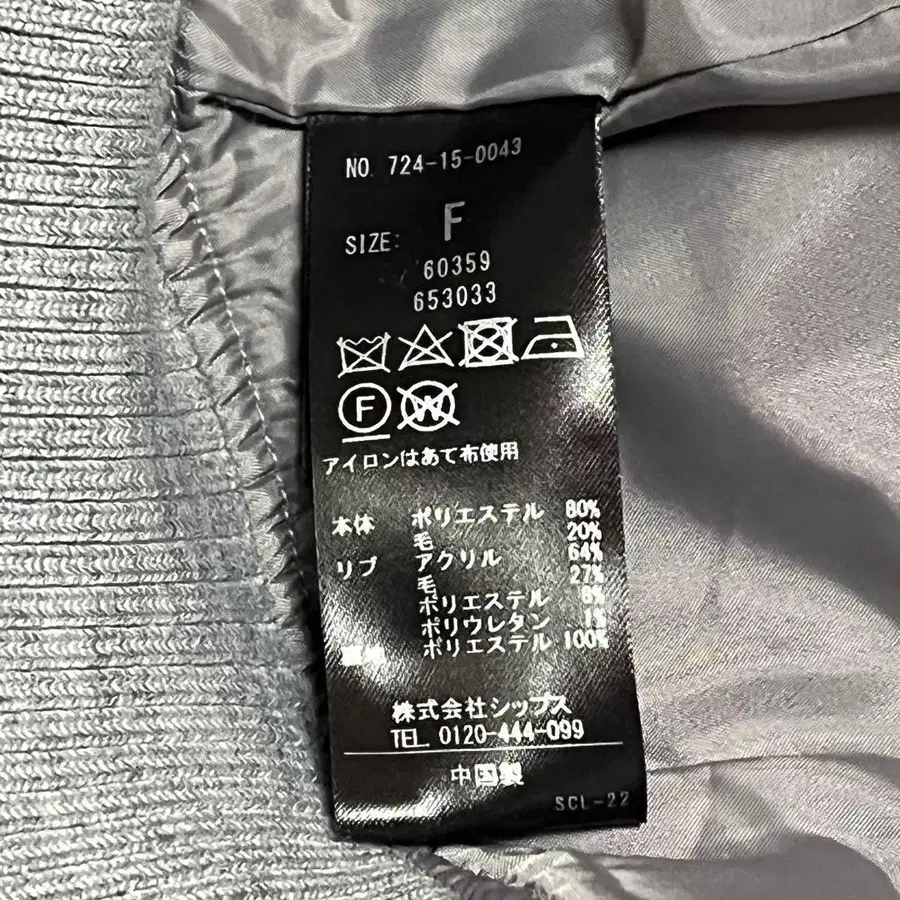 NO. 724-15-0043
SIZE: F
60359
653033
F
W
アイロンはあて布使用
本体 ポリエステル 80%
毛 20%
リブ アクリル 64%
毛 27%
ポリエステル 8%
ポリウレタン 1%
ポリエステル 100%
株式会社シップス
TEL. 0120-444-099
中国製
SCL-22